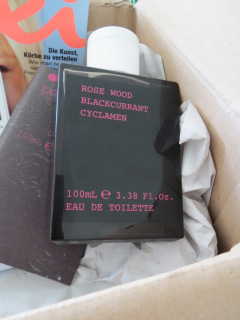 Die Kunst,
Körbe zu verteilen
ROSE WOOD
BLACKCURRANT
CYCLAMEN
100mL ℮ 3.38 Fl.Oz.
EAU DE TOILETTE